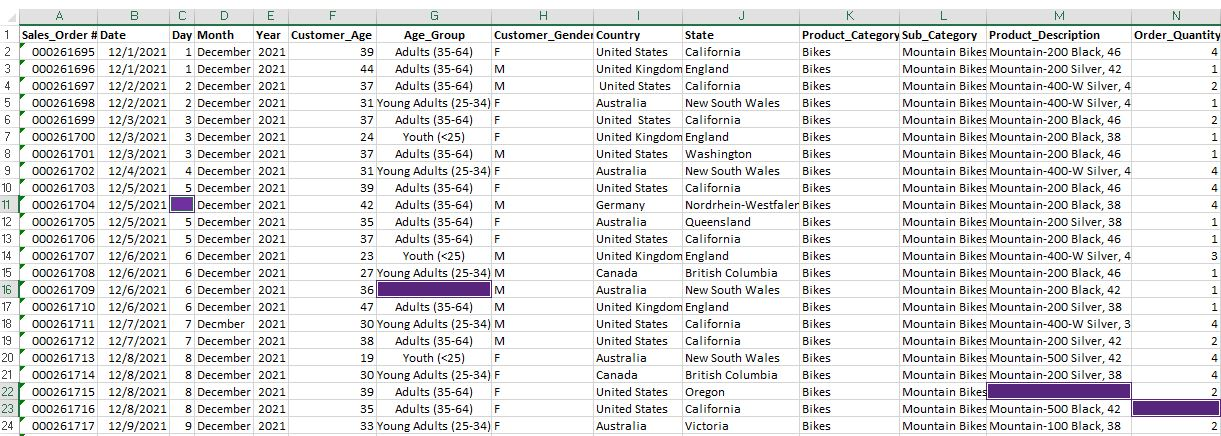 A B C D E F G H I J K L M N
1 Sales_Order # Date Day Month Year Customer_Age Age_Group Customer_Gender Country State Product_Category Sub_Category Product_Description Order_Quantity
2 000261695 12/1/2021 1 December 2021 39 Adults (35-64) F United States California Bikes Mountain Bikes Mountain-200 Black, 46 4
3 000261696 12/1/2021 1 December 2021 44 Adults (35-64) M United Kingdom England Bikes Mountain Bikes Mountain-200 Silver, 42 1
4 000261697 12/2/2021 2 December 2021 37 Adults (35-64) M United States California Bikes Mountain Bikes Mountain-400-W Silver, 4 2
5 000261698 12/2/2021 2 December 2021 31 Young Adults (25-34) F Australia New South Wales Bikes Mountain Bikes Mountain-400-W Silver, 4 1
6 000261699 12/3/2021 3 December 2021 37 Adults (35-64) F United  States California Bikes Mountain Bikes Mountain-200 Black, 46 2
7 000261700 12/3/2021 3 December 2021 24 Youth (<25) F United Kingdom England Bikes Mountain Bikes Mountain-200 Black, 38 1
8 000261701 12/3/2021 3 December 2021 37 Adults (35-64) M United States Washington Bikes Mountain Bikes Mountain-200 Black, 46 1
9 000261702 12/4/2021 4 December 2021 31 Young Adults (25-34) F Australia New South Wales Bikes Mountain Bikes Mountain-400-W Silver, 4 4
10 000261703 12/5/2021 5 December 2021 39 Adults (35-64) F United States California Bikes Mountain Bikes Mountain-200 Black, 46 4
11 000261704 12/5/2021 December 2021 42 Adults (35-64) M Germany Nordrhein-Westfalen Bikes Mountain Bikes Mountain-200 Black, 38 4
12 000261705 12/5/2021 5 December 2021 35 Adults (35-64) F Australia Queensland Bikes Mountain Bikes Mountain-200 Silver, 38 1
13 000261706 12/5/2021 5 December 2021 37 Adults (35-64) F United States California Bikes Mountain Bikes Mountain-200 Black, 46 1
14 000261707 12/6/2021 6 December 2021 23 Youth (<25) M United Kingdom England Bikes Mountain Bikes Mountain-400-W Silver, 4 3
15 000261708 12/6/2021 6 December 2021 27 Young Adults (25-34) M Canada British Columbia Bikes Mountain Bikes Mountain-200 Black, 46 1
16 000261709 12/6/2021 6 December 2021 36 M Australia New South Wales Bikes Mountain Bikes Mountain-200 Black, 42 1
17 000261710 12/6/2021 6 December 2021 47 Adults (35-64) M United Kingdom England Bikes Mountain Bikes Mountain-200 Black, 38 1
18 000261711 12/7/2021 7 Decmber 2021 30 Young Adults (25-34) M United States California Bikes Mountain Bikes Mountain-400-W Silver, 3 4
19 000261712 12/7/2021 7 December 2021 38 Adults (35-64) M United States California Bikes Mountain Bikes Mountain-200 Silver, 42 2
20 000261713 12/8/2021 8 December 2021 19 Youth (<25) F Australia New South Wales Bikes Mountain Bikes Mountain-500 Silver, 42 4
21 000261714 12/8/2021 8 December 2021 30 Young Adults (25-34) F Canada British Columbia Bikes Mountain Bikes Mountain-200 Silver, 38 4
22 000261715 12/8/2021 8 December 2021 39 Adults (35-64) F United States Oregon Bikes Mountain Bikes 2
23 000261716 12/8/2021 8 December 2021 35 Adults (35-64) F United States California Bikes Mountain Bikes Mountain-500 Black, 42
24 000261717 12/9/2021 9 December 2021 33 Young Adults (25-34) F Australia Victoria Bikes Mountain Bikes Mountain-100 Black, 38 2